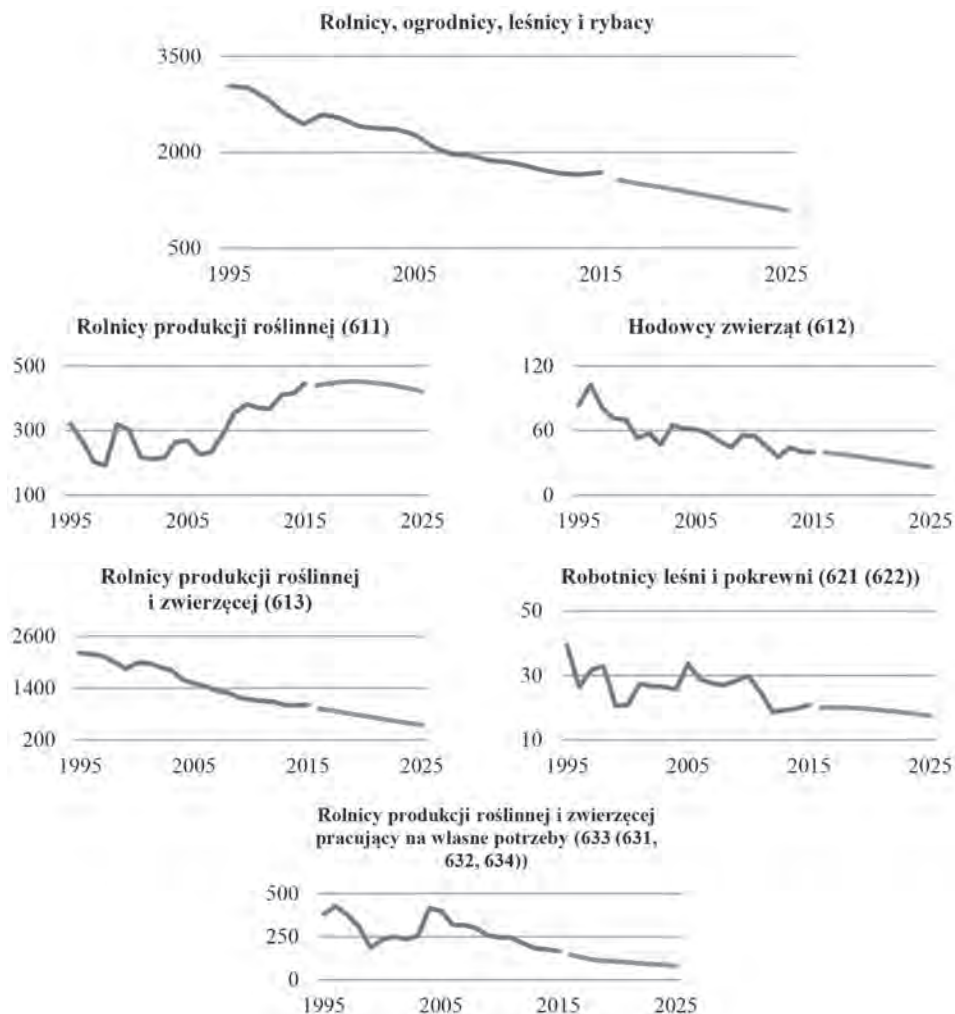 Rolnicy, ogrodnicy, leśnicy i rybacy
3500
2000
500
1995 2005 2015 2025
Rolnicy produkcji roślinnej (611)
500
300
100
1995 2005 2015 2025
Hodowcy zwierząt (612)
120
60
0
1995 2005 2015 2025
Rolnicy produkcji roślinnej
i zwierzęcej (613)
2600
1400
200
1995 2005 2015 2025
Robotnicy leśni i pokrewni (621 (622))
50
30
10
1995 2005 2015 2025
Rolnicy produkcji roślinnej i zwierzęcej
pracujący na własne potrzeby (633 (631,
632, 634))
500
250
0
1995 2005 2015 2025